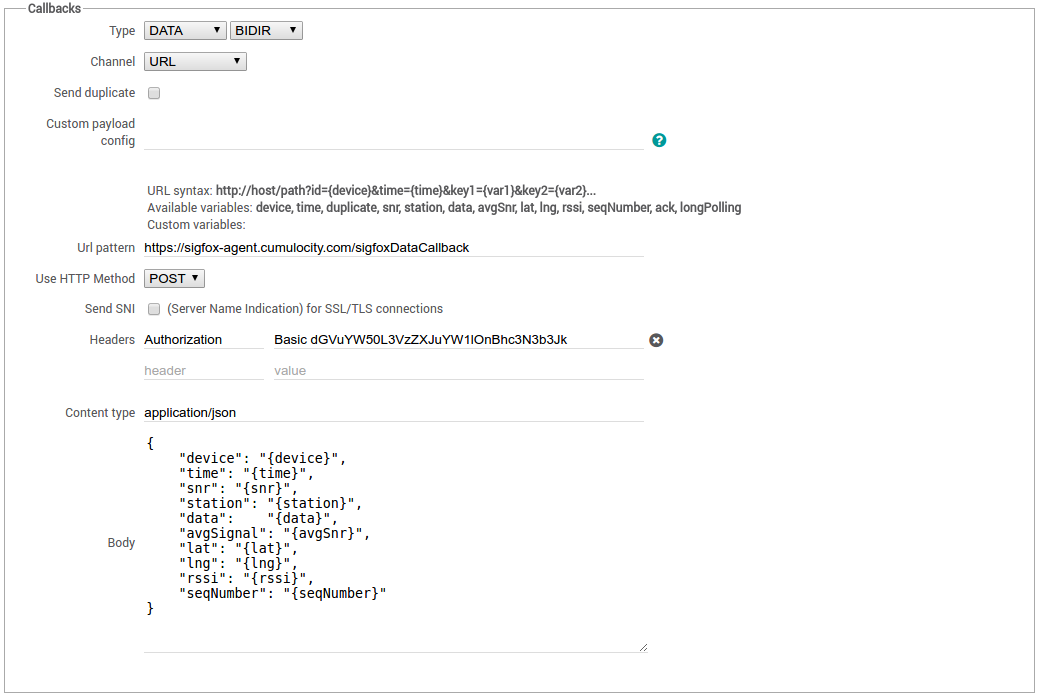 Callbacks
Type DATA BIDIR
Channel URL
Send duplicate
Custom payload
config
?
URL syntax: http://host/path?id={device}&time={time}&key1={var1}&key2={var2}...
Available variables: device, time, duplicate, snr, station, data, avgSnr, lat, lng, rssi, seqNumber, ack, longPolling
Custom variables:
Url pattern https://sigfox-agent.cumulocity.com/sigfoxDataCallback
Use HTTP Method POST
Send SNI (Server Name Indication) for SSL/TLS connections
Headers Authorization Basic dGVuYW50L3VzZXJuYW1lOnBhc3N3b3Jk
header value
Content type application/json
{
"device": "{device}",
"time": "{time}",
"snr": "{snr}",
"station": "{station}",
"data":    "{data}",
"avgSignal": "{avgSnr}",
Body
"lat": "{lat}",
"lng": "{lng}",
"rssi": "{rssi}",
"seqNumber": "{seqNumber}"
}